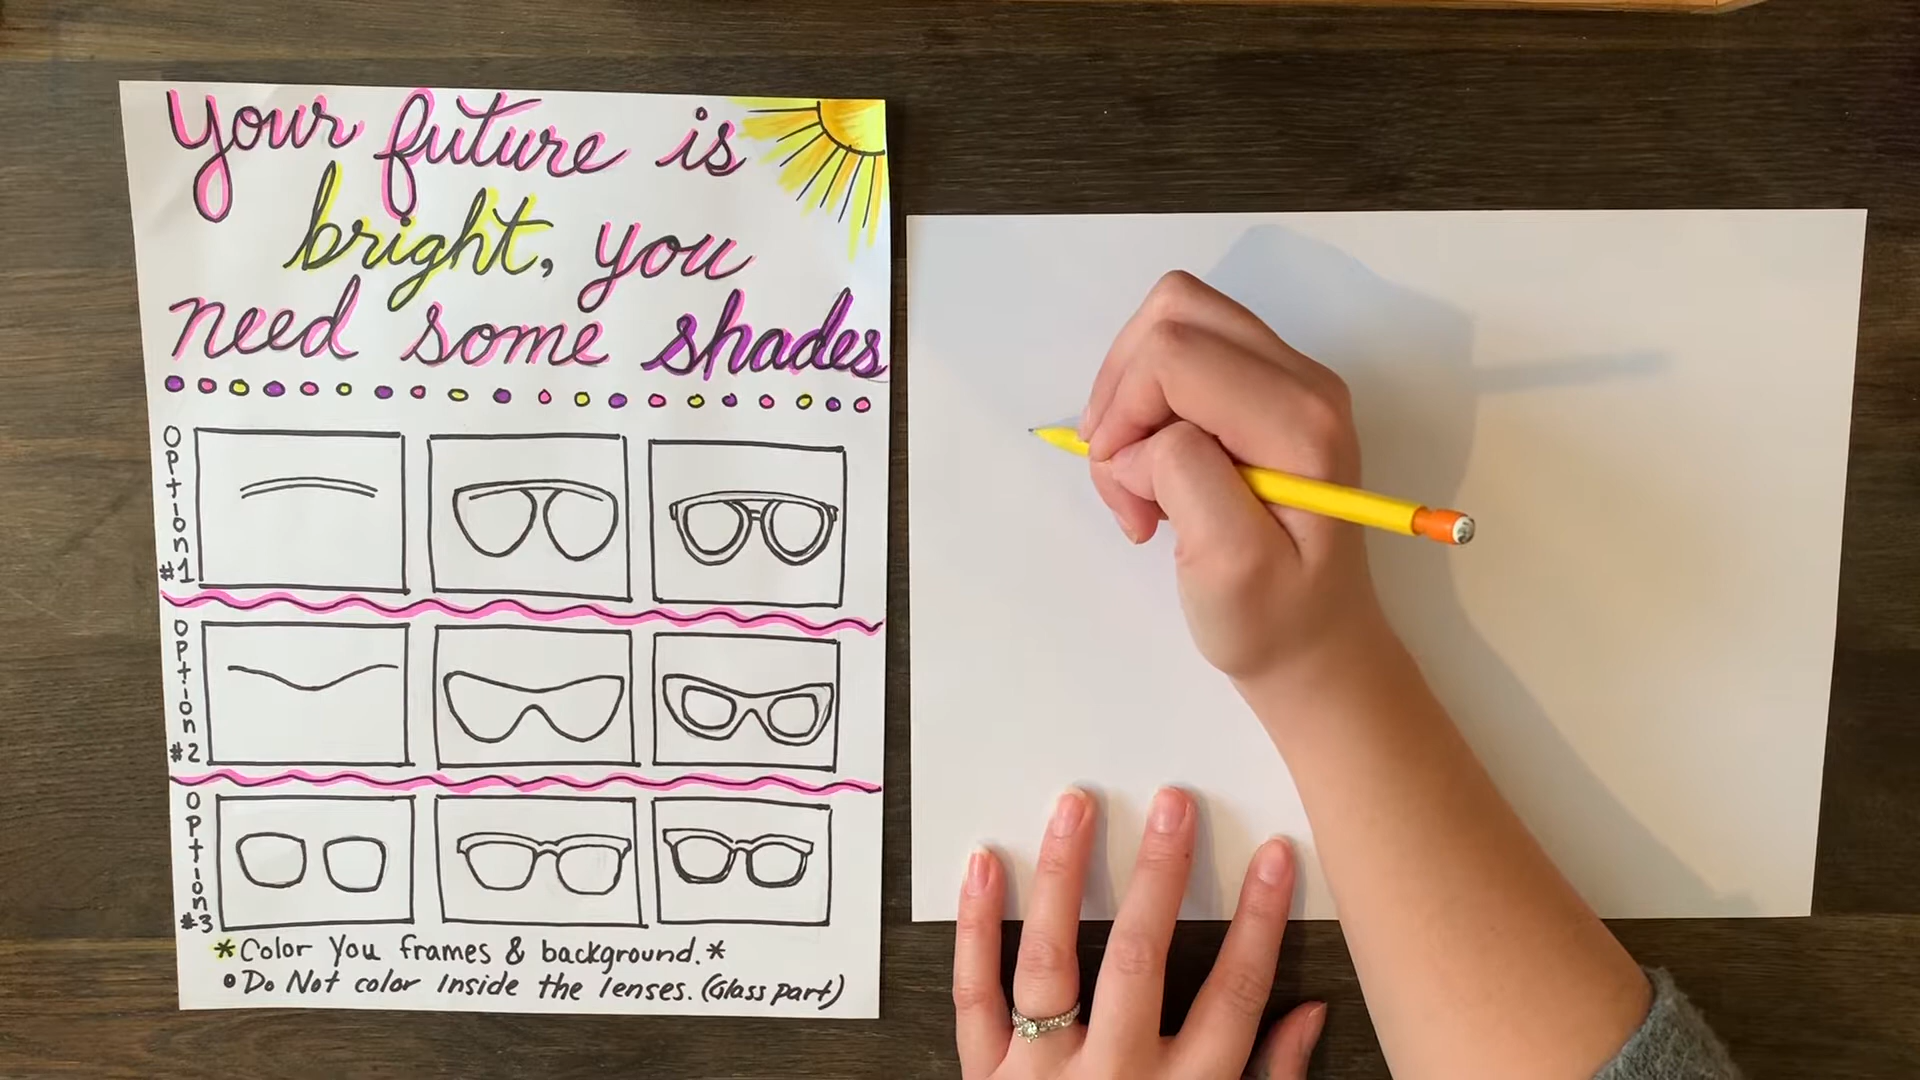 Your future is
bright, you
need some shades
Option #1
Option #2
Option #3
*Color You frames & background.*
•Do Not color Inside the lenses. (Glass part)